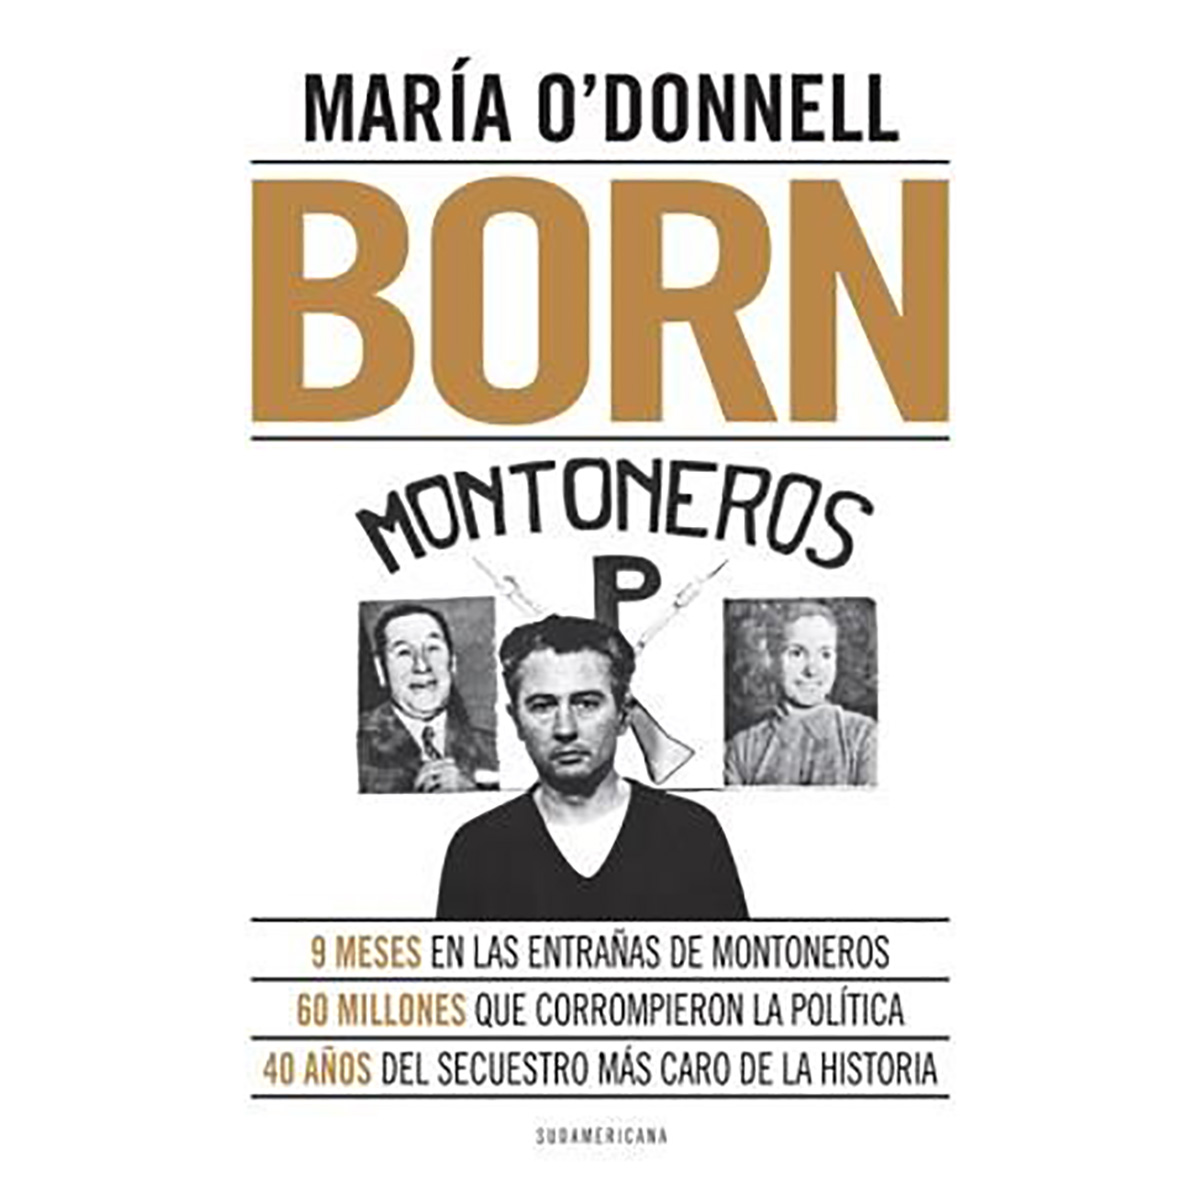 MARÍA O’DONNELL
BORN
MONTONEROS
P
9 MESES EN LAS ENTRAÑAS DE MONTONEROS
60 MILLONES QUE CORROMPIERON LA POLÍTICA
40 AÑOS DEL SECUESTRO MÁS CARO DE LA HISTORIA
SUDAMERICANA